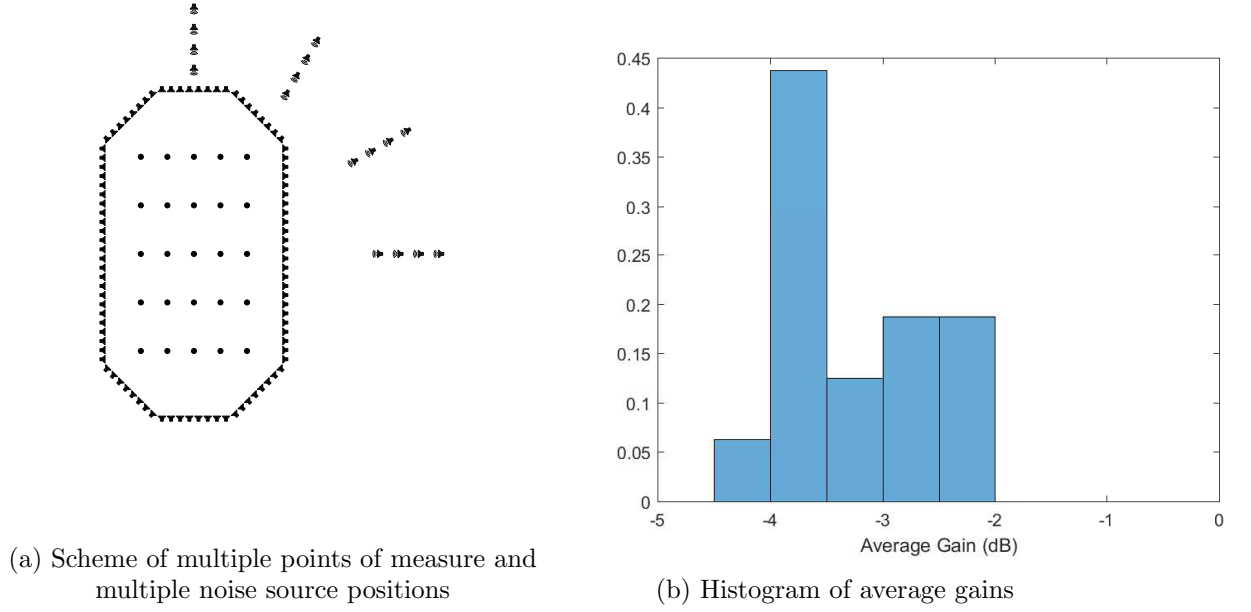 0.45
0.4
0.35
0.3
0.25
0.2
0.15
0.1
0.05
0
-5 -4 -3 -2 -1 0
Average Gain (dB)
(a) Scheme of multiple points of measure and
multiple noise source positions
(b) Histogram of average gains